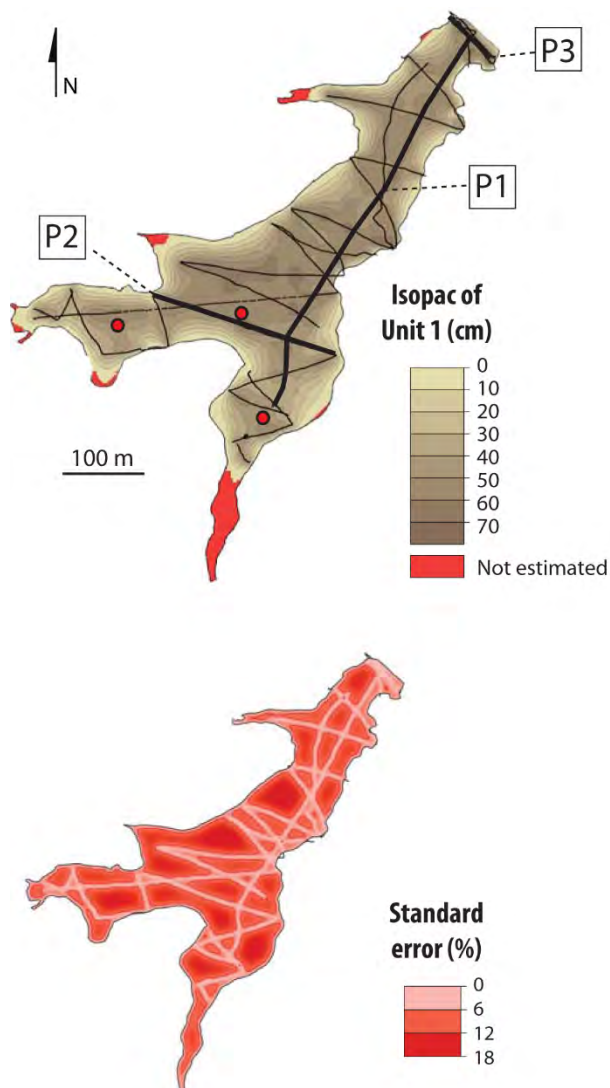 N
P3
P1
P2
Isopac of
Unit 1 (cm)
0
10
20
30
40
50
60
70
100 m
Not estimated
Standard
error (%)
0
6
12
18